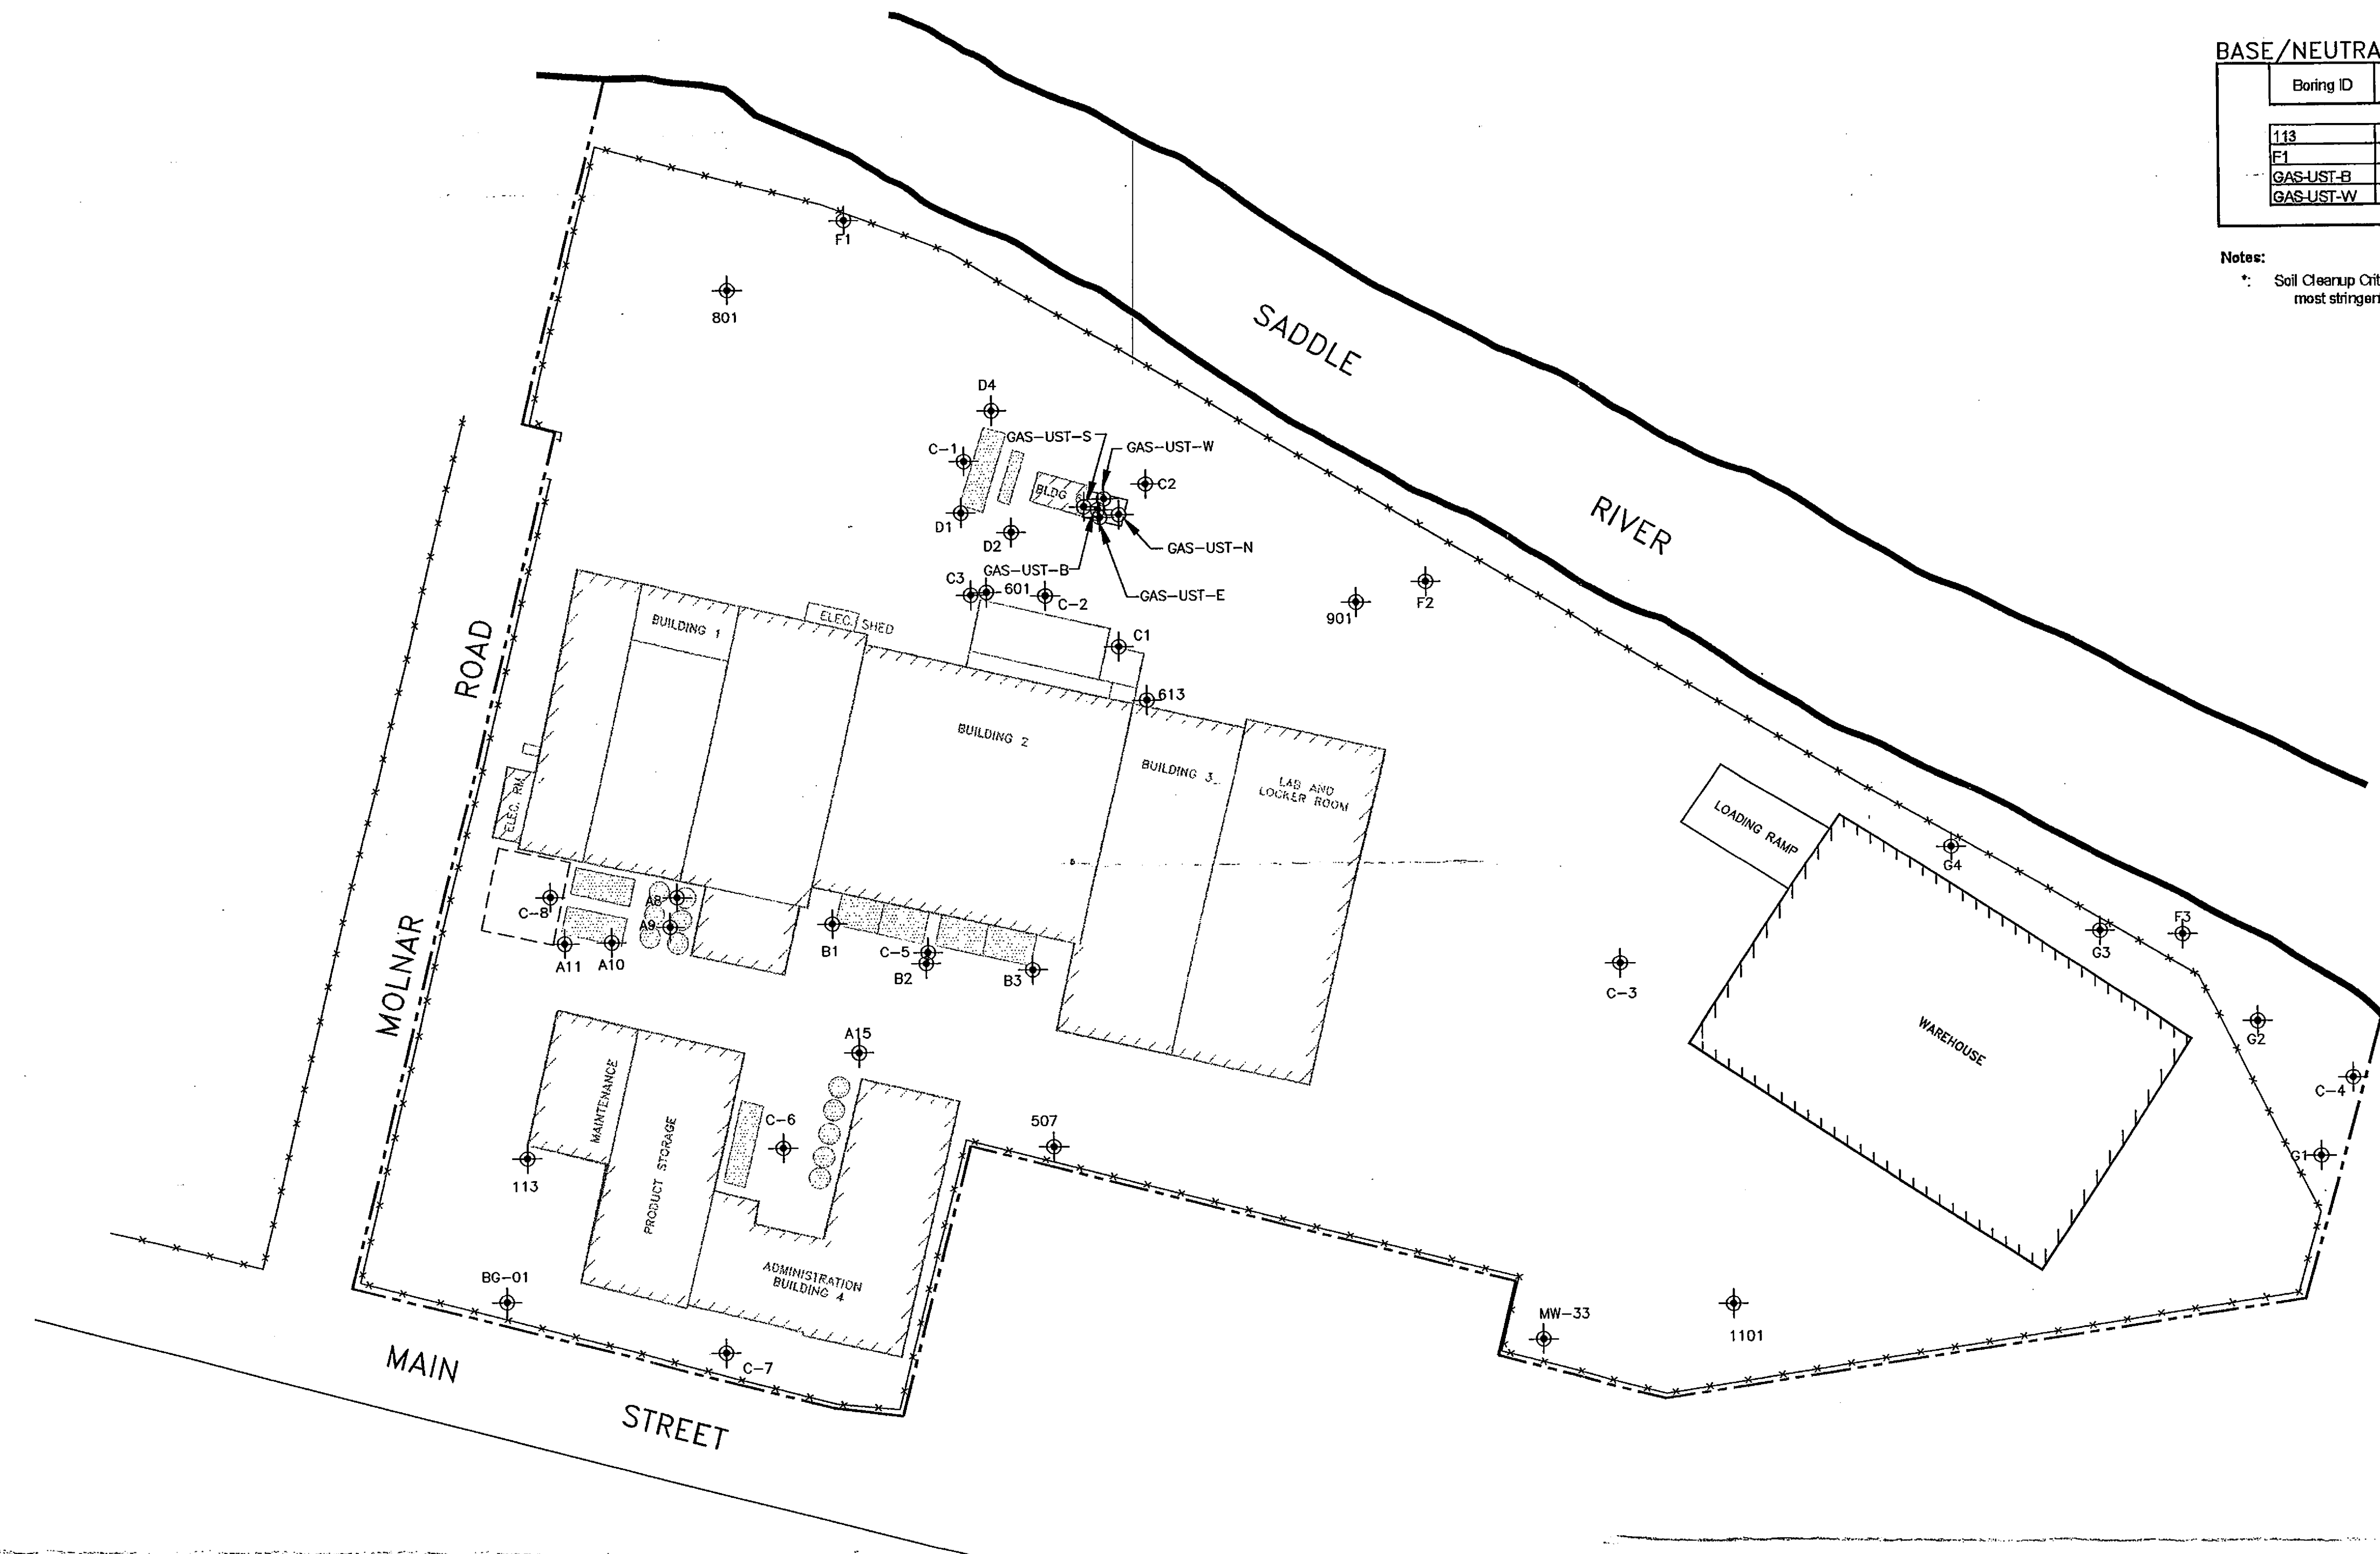 BASE/NEUTRA
Boring ID
113
F1
GAS-UST-B
GAS-UST-W
Notes:
*: Soil Cleanup Crit
most stringen
F1
801
SADDLE
RIVER
D4
GAS-UST-S
GAS-UST-W
C-1
C2
BLDG
D1
D2
GAS-UST-N
GAS-UST-B
C3
601
C-2
GAS-UST-E
F2
901
ELEC. SHED
BUILDING 1
C1
613
ROAD
BUILDING 2
BUILDING 3
LAB AND
LOCKER ROOM
ELEC. RM.
LOADING RAMP
G4
A8
C-8
A9
F3
A11
A10
B1
C-5
B2
B3
G3
MOLNAR
C-3
G2
WAREHOUSE
A15
C-4
MAINTENANCE
C-6
507
PRODUCT STORAGE
G1
113
ADMINISTRATION
BUILDING 4
BG-01
MW-33
1101
C-7
MAIN
STREET